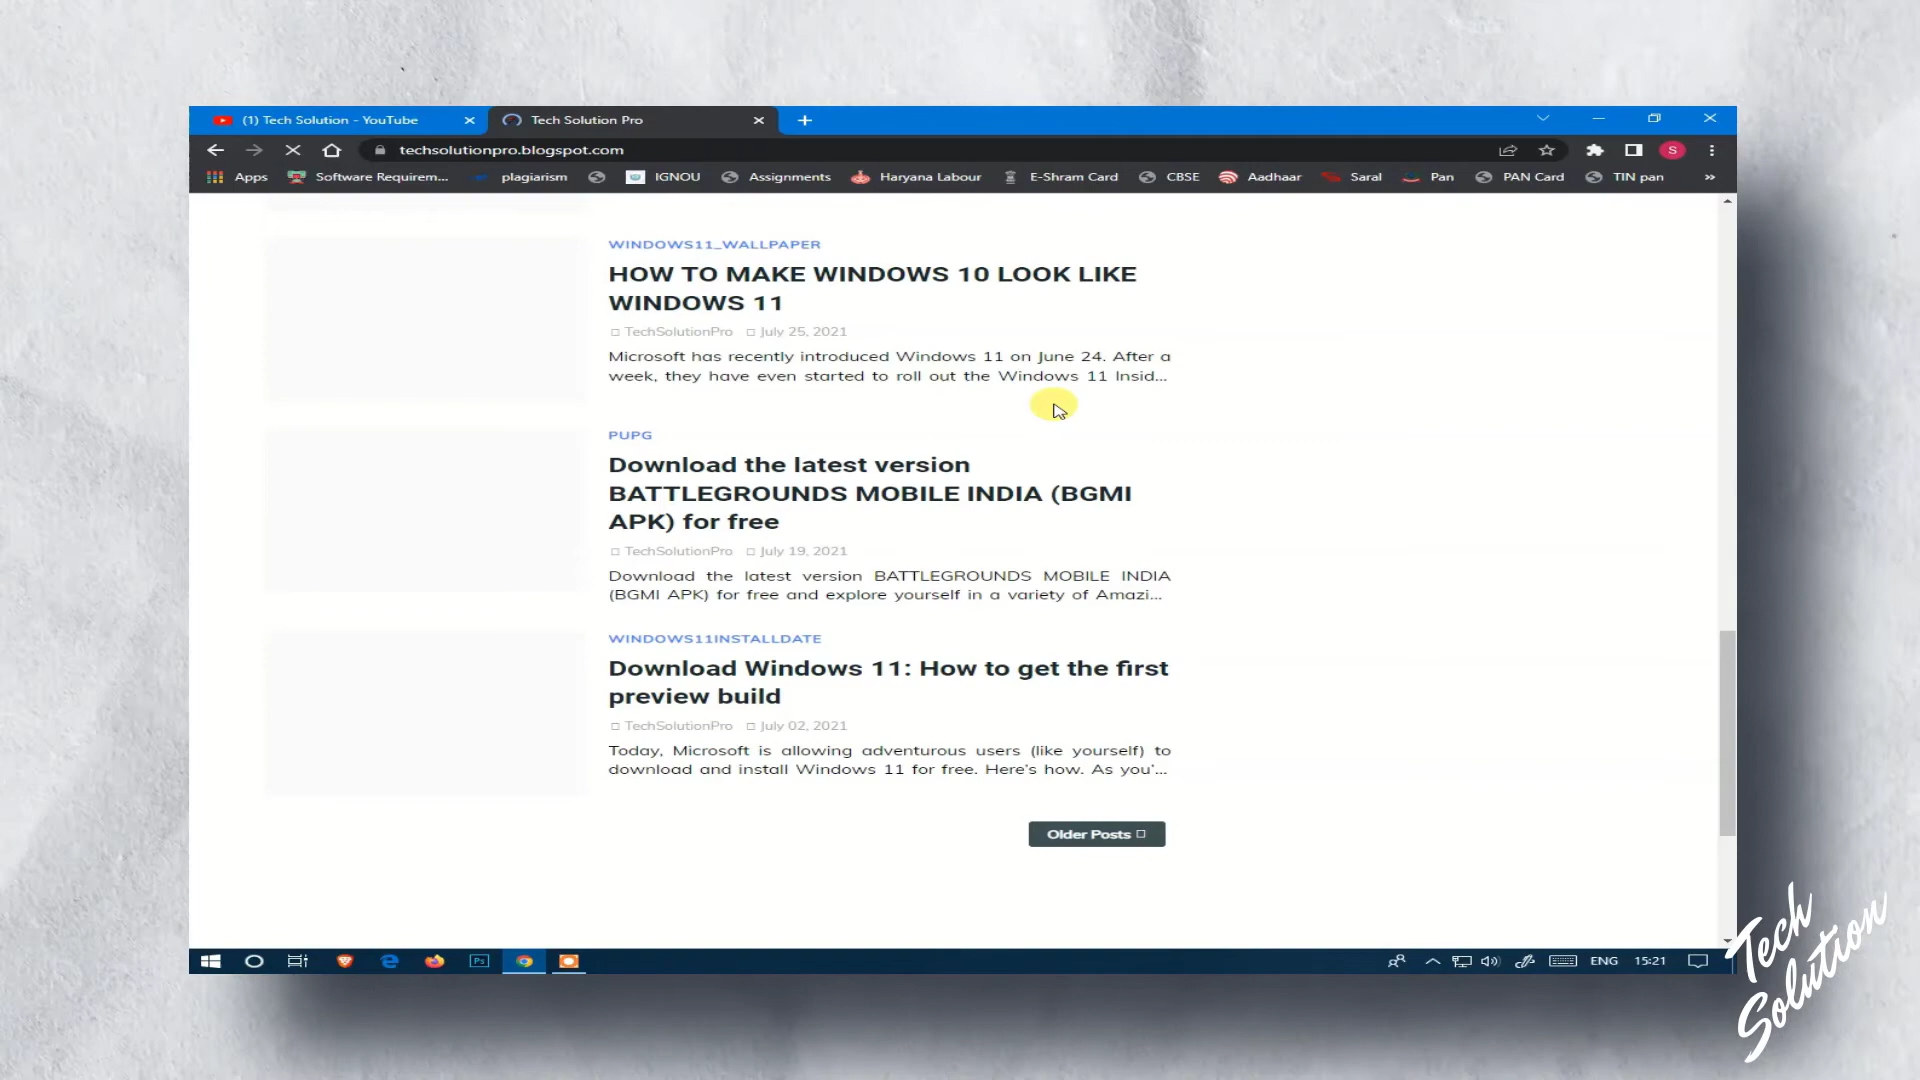 (1) Tech Solution - YouTube
Tech Solution Pro
techsolutionpro.blogspot.com
S
Apps
Software Requirem...
plagiarism
IGNOU
Assignments
Haryana Labour
E-Shram Card
CBSE
Aadhaar
Saral
Pan
PAN Card
TIN pan
WINDOWS11_WALLPAPER
HOW TO MAKE WINDOWS 10 LOOK LIKE
WINDOWS 11
TechSolutionPro July 25, 2021
Microsoft has recently introduced Windows 11 on June 24. After a
week, they have even started to roll out the Windows 11 Insid...
PUPG
Download the latest version
BATTLEGROUNDS MOBILE INDIA (BGMI
APK) for free
TechSolutionPro July 19, 2021
Download the latest version BATTLEGROUNDS MOBILE INDIA
(BGMI APK) for free and explore yourself in a variety of Amazi...
WINDOWS11INSTALLDATE
Download Windows 11: How to get the first
preview build
TechSolutionPro July 02, 2021
Today, Microsoft is allowing adventurous users (like yourself) to
download and install Windows 11 for free. Here's how. As you'...
Older Posts
Ps
ENG
15:21
Tech
Solution